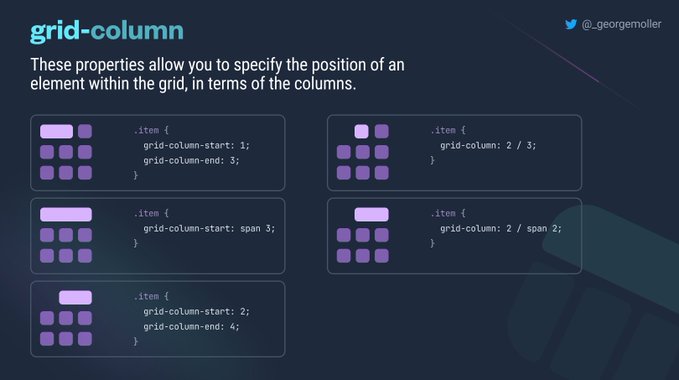 grid-column
@_georgemoller
These properties allow you to specify the position of an
element within the grid, in terms of the columns.
.item {
grid-column-start: 1;
grid-column-end: 3;
}
.item {
grid-column: 2 / 3;
}
.item {
grid-column-start: span 3;
}
.item {
grid-column: 2 / span 2;
}
.item {
grid-column-start: 2;
grid-column-end: 4;
}